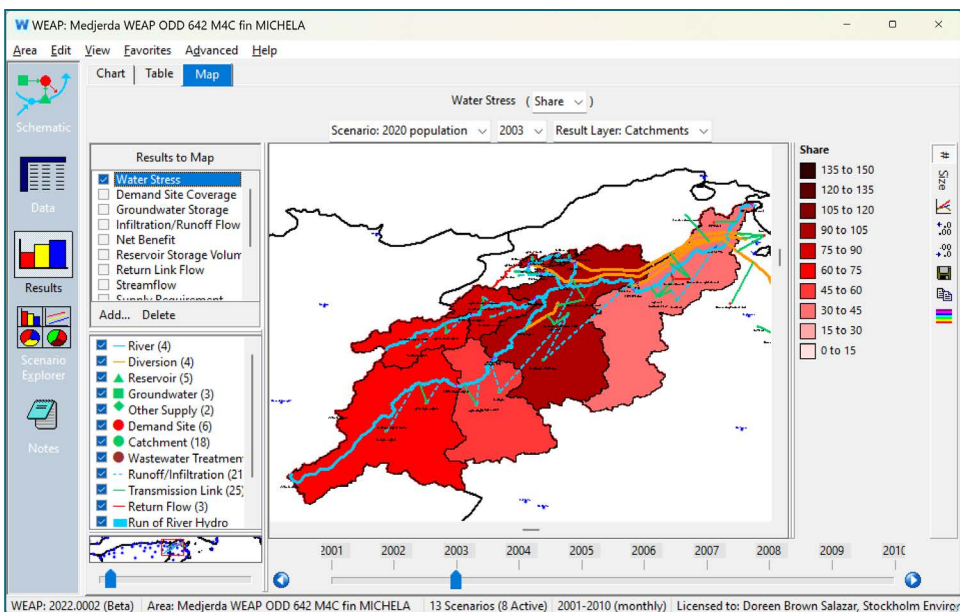 WEAP: Medjerda WEAP ODD 642 M4C fin MICHELA
Area Edit View Favorites Advanced Help
Chart Table Map
Water Stress ( Share )
Scenario: 2020 population 2003 Result Layer: Catchments
Schematic
Data
Results
Scenario Explorer
Notes
Results to Map
Water Stress
Demand Site Coverage
Groundwater Storage
Infiltration/Runoff Flow
Net Benefit
Reservoir Storage Volum
Return Link Flow
Streamflow
Supply Requirement
Add... Delete
River (4)
Diversion (4)
Reservoir (5)
Groundwater (3)
Other Supply (2)
Demand Site (6)
Catchment (18)
Wastewater Treatmen
Runoff/Infiltration (21
Transmission Link (25)
Return Flow (3)
Run of River Hydro
Share
135 to 150
120 to 135
105 to 120
90 to 105
75 to 90
60 to 75
45 to 60
30 to 45
15 to 30
0 to 15
#
Size
2001 2002 2003 2004 2005 2006 2007 2008 2009 2010
WEAP: 2022.0002 (Beta) Area: Medjerda WEAP ODD 642 M4C fin MICHELA 13 Scenarios (8 Active) 2001-2010 (monthly) Licensed to: Doreen Brown Salazar, Stockholm Enviro